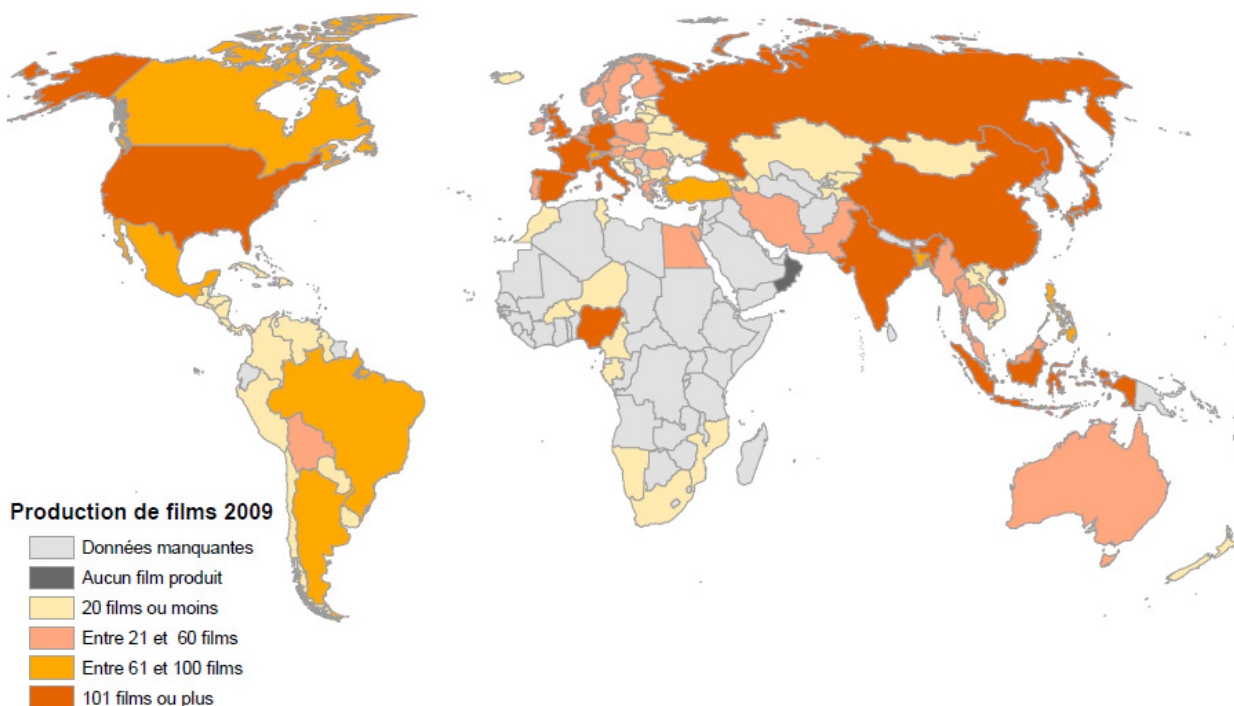 Production de films 2009
Données manquantes
Aucun film produit
20 films ou moins
Entre 21 et 60 films
Entre 61 et 100 films
101 films ou plus